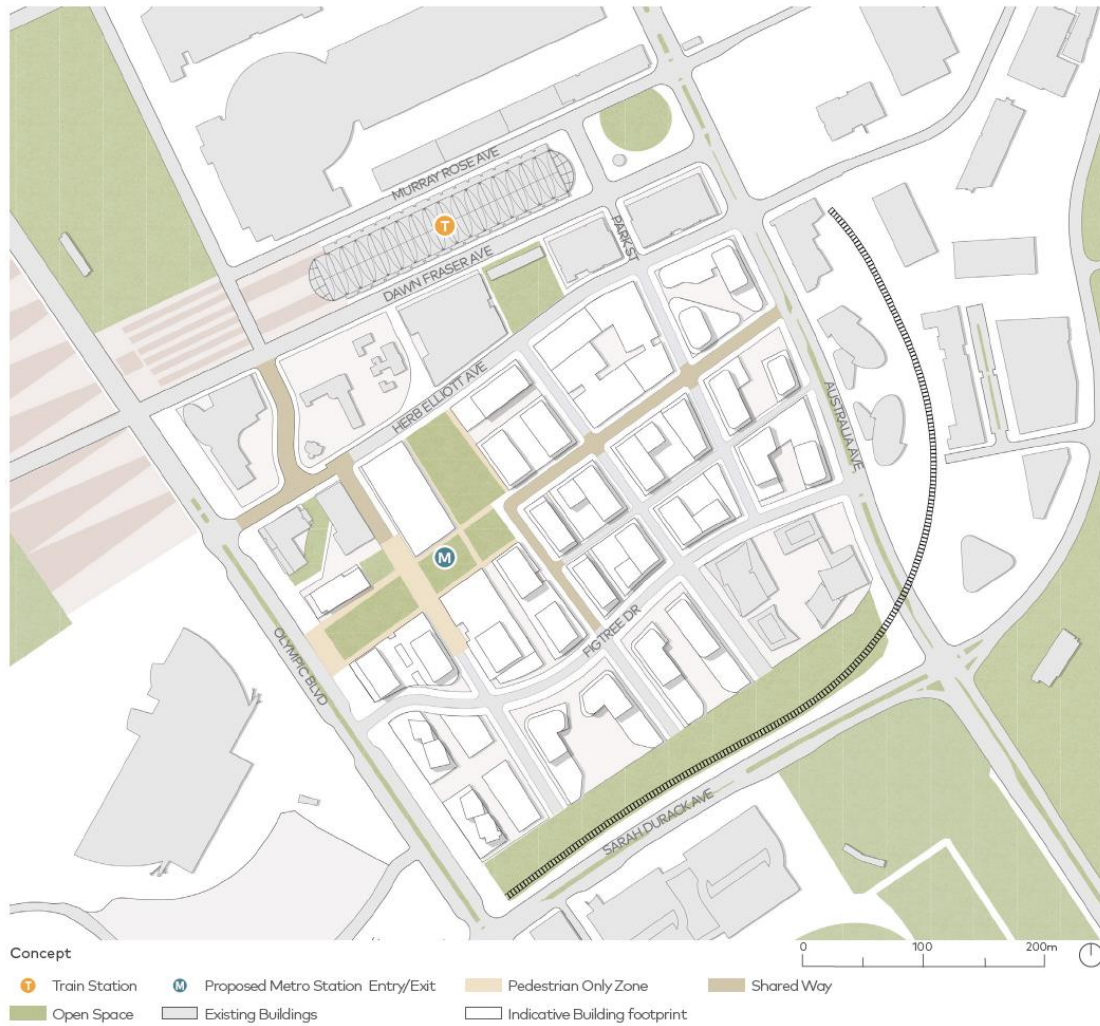 MURRAY ROSE AVE
T
DAWN FRASER AVE
PARK ST
HERB ELLIOTT AVE
AUSTRALIA AVE
M
FIGTREE DR
OLYMPIC BLVD
SARAH DURACK AVE
Concept
0 100 200m
T Train Station M Proposed Metro Station Entry/Exit Pedestrian Only Zone Shared Way
Open Space Existing Buildings Indicative Building footprint